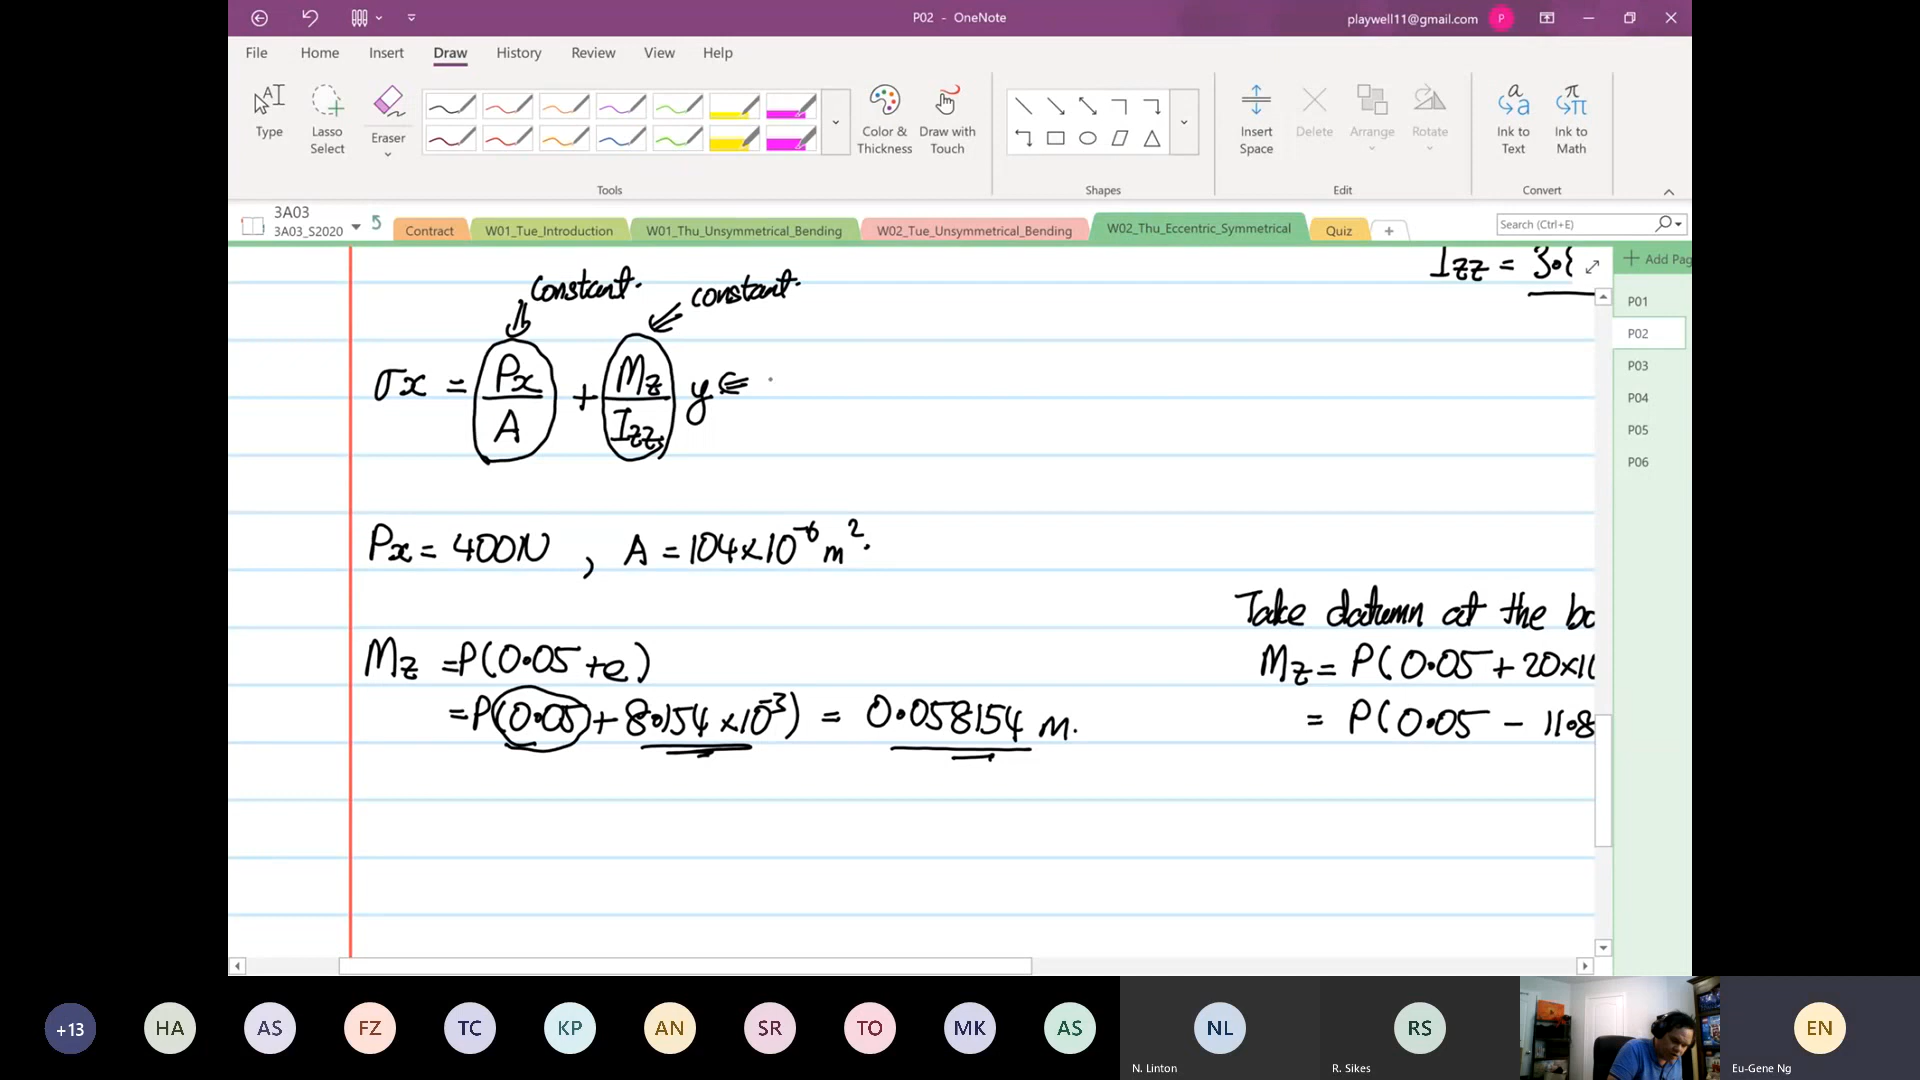 P02 - OneNote
playwell11@gmail.com
P
File Home Insert Draw History Review View Help
Type
Lasso Select
Eraser
Color & Thickness
Draw with Touch
Insert Space
Delete
Arrange
Rotate
Ink to Text
Ink to Math
Tools
Shapes
Edit
Convert
3A03
3A03_S2020
Contract
W01_Tue_Introduction
W01_Thu_Unsymmetrical_Bending
W02_Tue_Unsymmetrical_Bending
W02_Thu_Eccentric_Symmetrical
Quiz
Search (Ctrl+E)
Add Pag
P01
P02
P03
P04
P05
P06
Izz =
constant. constant.
σx = Px/A + Mz/Izz y ⇐
Px = 400N , A = 104×10⁻⁶ m².
Take datum at the bo
Mz = P(0.05 + e)
Mz = P(0.05 + 20×10
= P(0.05 + 8.154 ×10⁻³) = 0.058154 m.
= P(0.05 - 11.8
+13 HA AS FZ TC KP AN SR TO MK AS NL RS EN
N. Linton
R. Sikes
Eu-Gene Ng